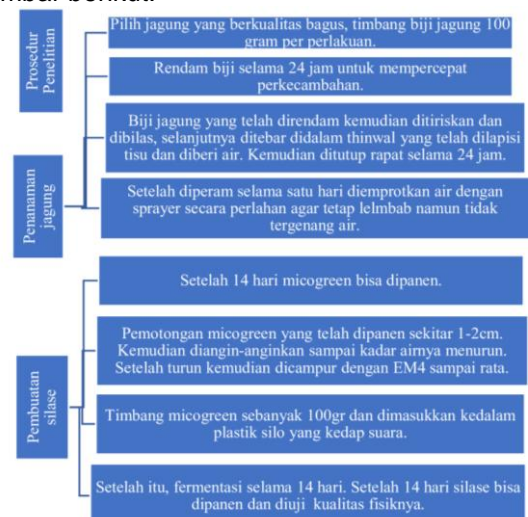 Prosedur
Penelitian
Pilih jagung yang berkualitas bagus, timbang biji jagung 100
gram per perlakuan.
Rendam biji selama 24 jam untuk mempercepat
perkecambahan.
Penanaman
jagung
Biji jagung yang telah direndam kemudian ditiriskan dan
dibilas, selanjutnya ditebar didalam thinwal yang telah dilapisi
tisu dan diberi air. Kemudian ditutup rapat selama 24 jam.
Setelah diperam selama satu hari diemprotkan air dengan
sprayer secara perlahan agar tetap lelmbab namun tidak
tergenang air.
Pembuatan
silase
Setelah 14 hari micogreen bisa dipanen.
Pemotongan micogreen yang telah dipanen sekitar 1-2cm.
Kemudian diangin-anginkan sampai kadar airnya menurun.
Setelah turun kemudian dicampur dengan EM4 sampai rata.
Timbang micogreen sebanyak 100gr dan dimasukkan kedalam
plastik silo yang kedap suara.
Setelah itu, fermentasi selama 14 hari. Setelah 14 hari silase bisa
dipanen dan diuji kualitas fisiknya.